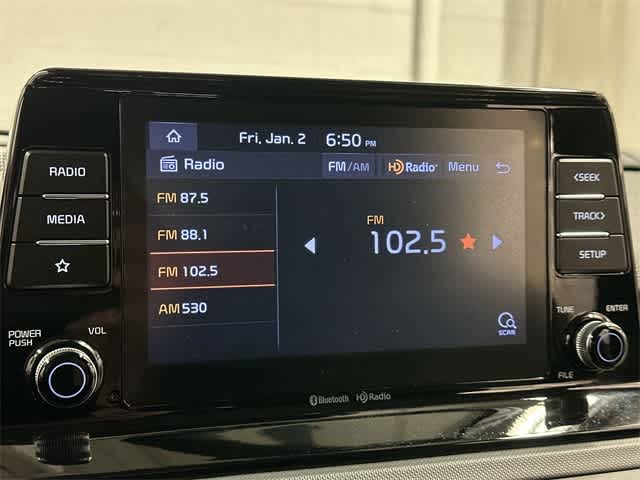 Fri, Jan. 2 6:50 PM
Radio FM/AM HD Radio Menu
FM 87.5
FM 88.1
FM 102.5
AM 530
FM
102.5
SCAN
RADIO
MEDIA
POWER
PUSH
VOL
<SEEK
TRACK>
SETUP
TUNE
ENTER
FILE
Bluetooth HD Radio